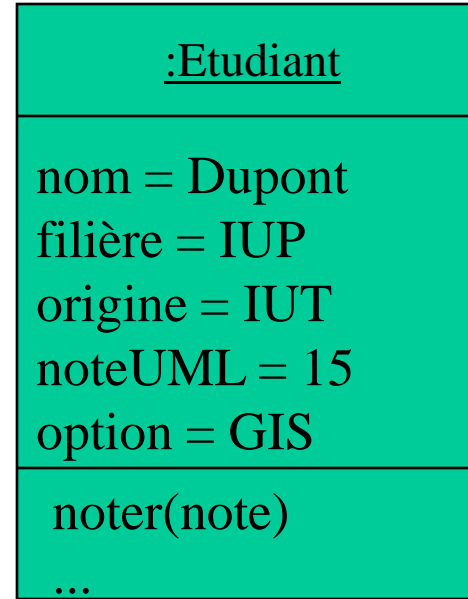 :Etudiant
nom = Dupont
filière = IUP
origine = IUT
noteUML = 15
option = GIS
noter(note)
...